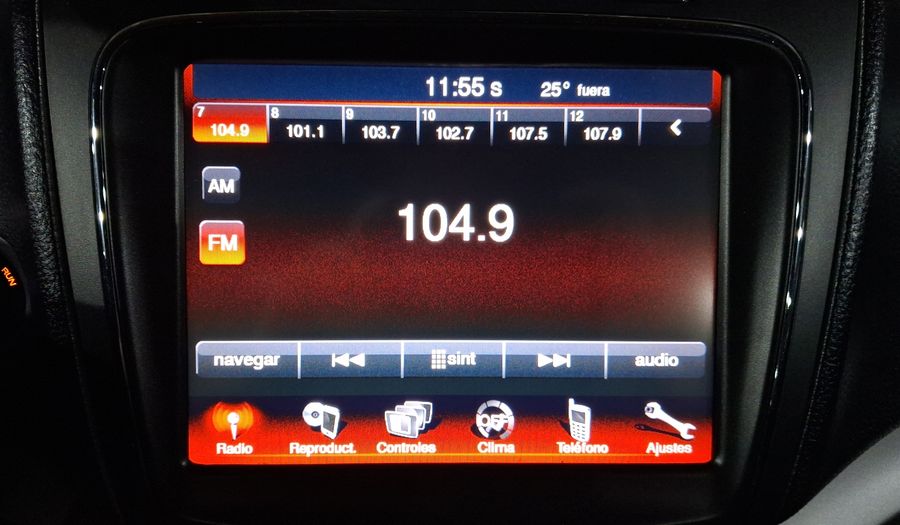 11:55 S 25° fuera
7 8 9 10 11 12
104.9 101.1 103.7 102.7 107.5 107.9
AM
104.9
FM
RUN
navegar sint audio
Radio Reproduct. Controles Clima Teléfono Ajustes